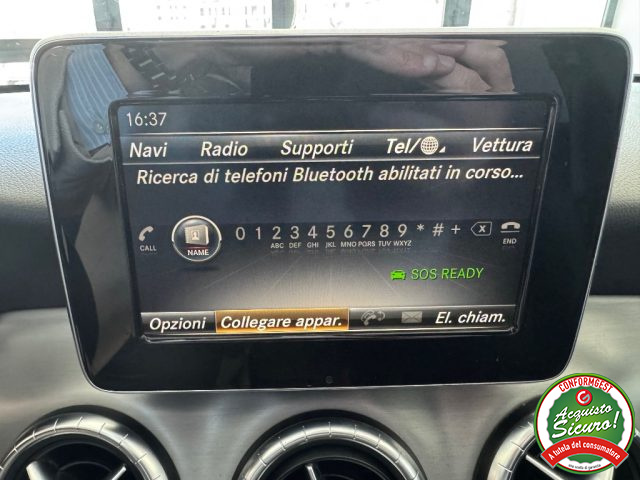 16:37
Navi Radio Supporti Tel/ Vettura
Ricerca di telefoni Bluetooth abilitati in corso...
CALL NAME 0 1 2 3 4 5 6 7 8 9 * # + END
ABC DEF GHI JKL MNO PQRS TUV WXYZ
SOS READY
Opzioni Collegare appar. El. chiam.
CONFORMGEST
Acquisto
Sicuro!
A tutela del consumatore